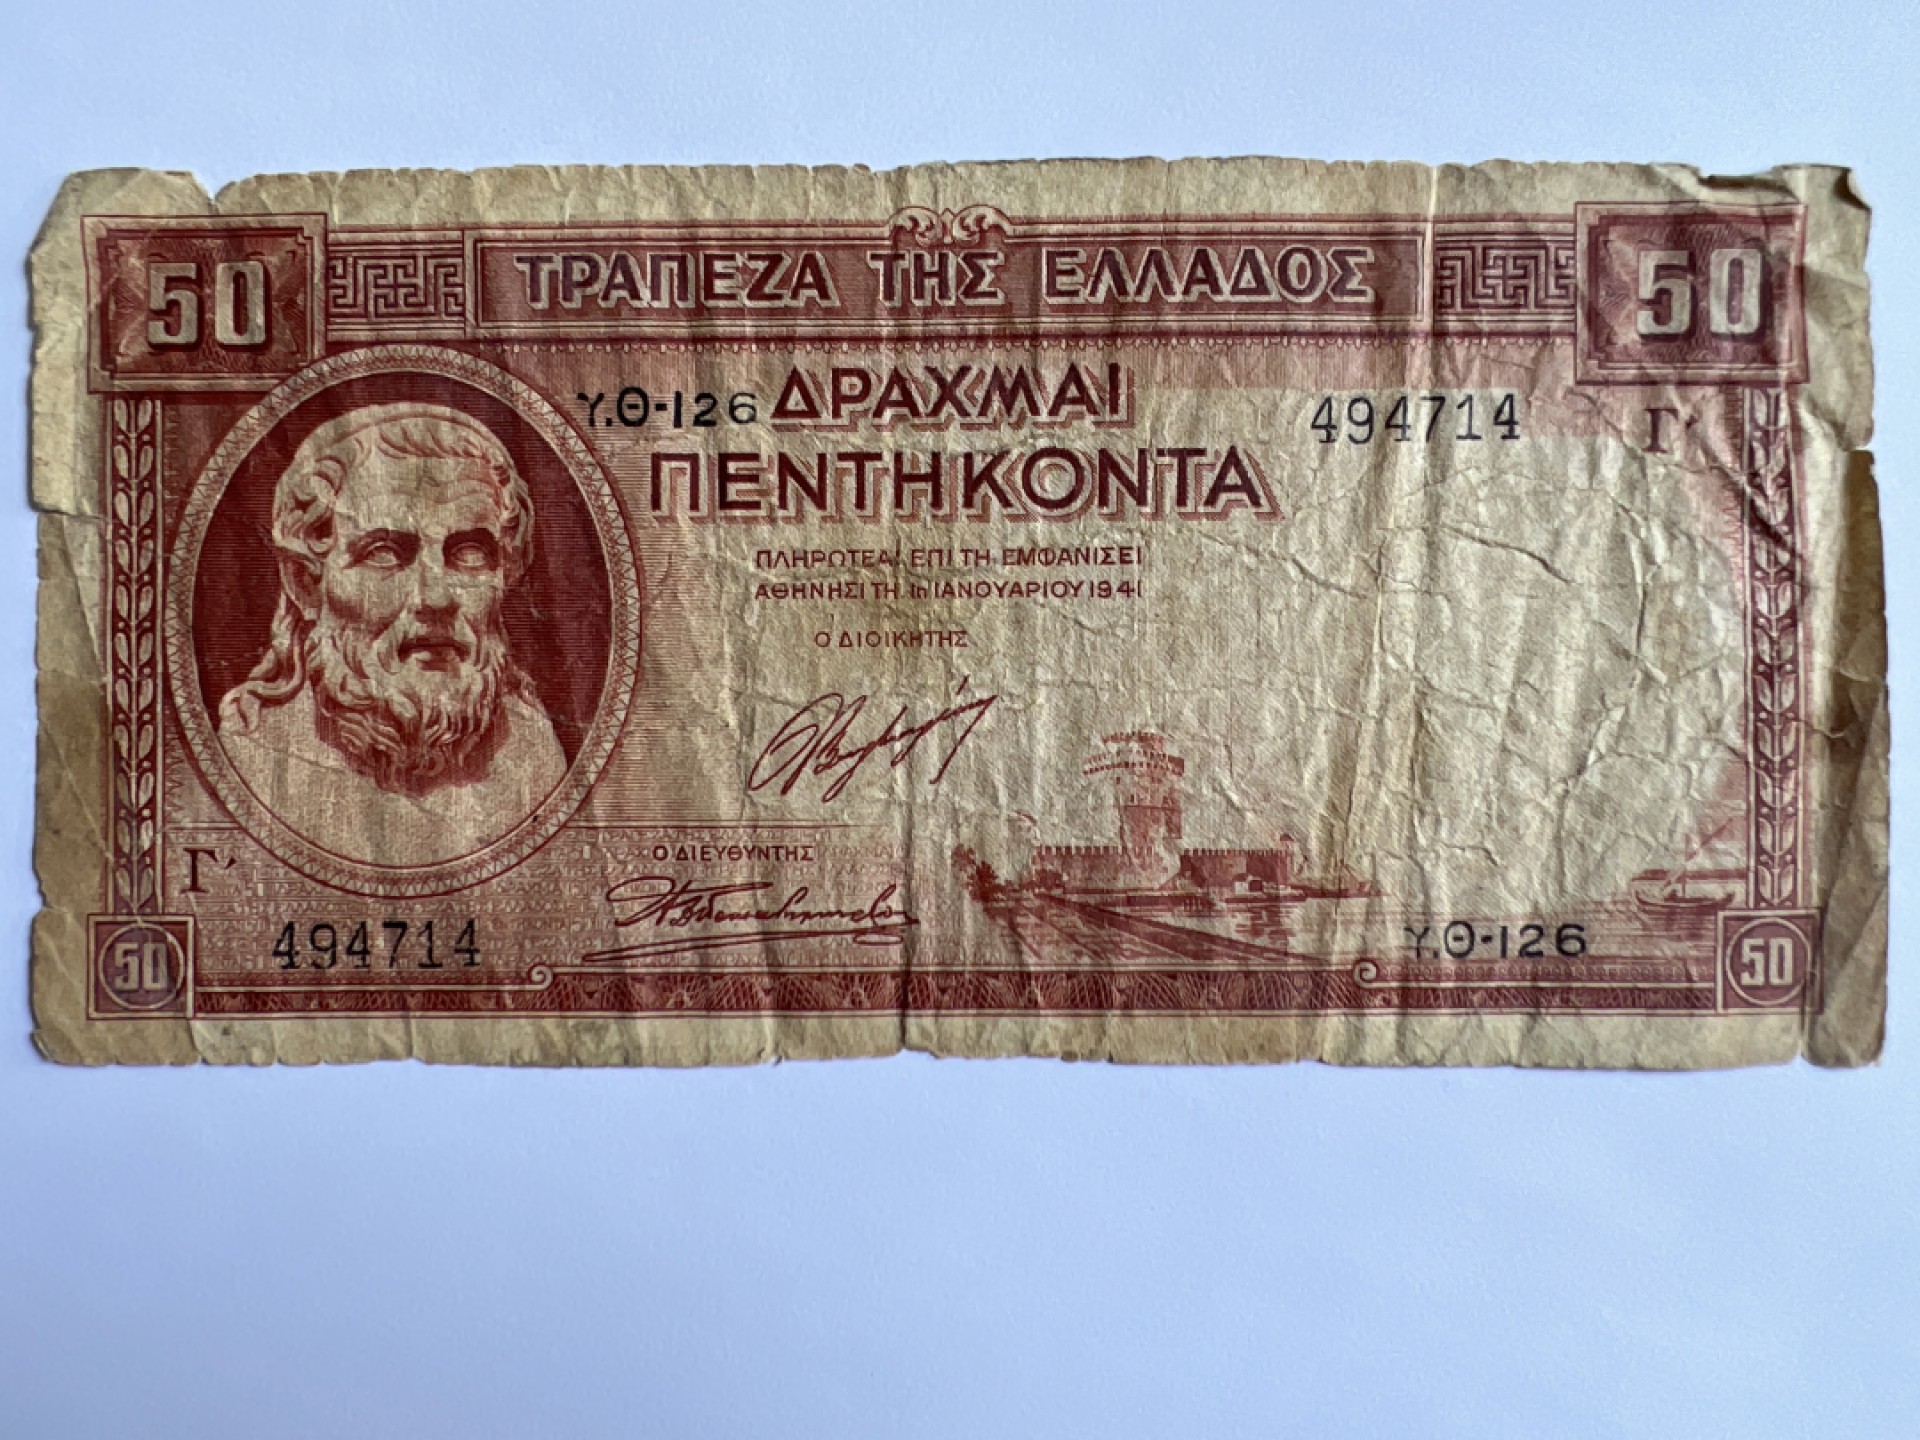 50 ΤΡΑΠΕΖΑ ΤΗΣ ΕΛΛΑΔΟΣ 50
Υ.Θ-126 ΔΡΑΧΜΑΙ 494714 Γ΄
ΠΕΝΤΗΚΟΝΤΑ
ΠΛΗΡΩΤΕΑΙ ΕΠΙ ΤΗ ΕΜΦΑΝΙΣΕΙ
ΑΘΗΝΗΣΙ ΤΗ 1η ΙΑΝΟΥΑΡΙΟΥ 1941
Ο ΔΙΟΙΚΗΤΗΣ
Γ΄ Ο ΔΙΕΥΘΥΝΤΗΣ
50 494714 Υ.Θ-126 50